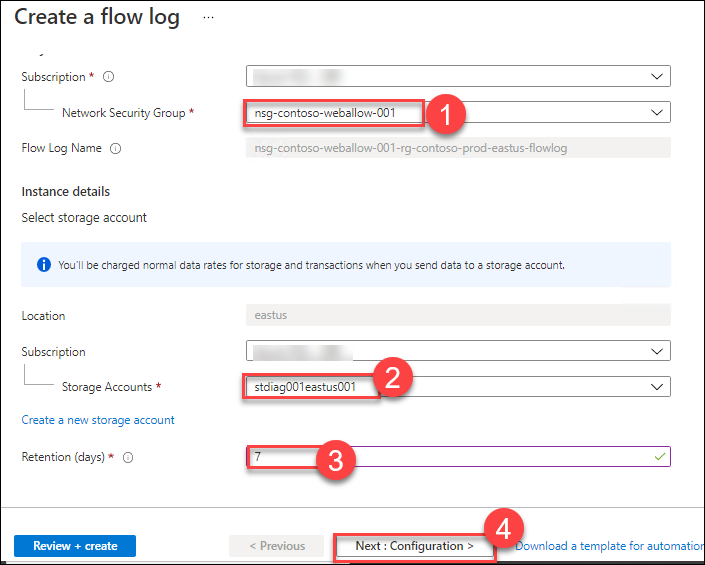 Create a flow log ...
Subscription *
Network Security Group * nsg-contoso-weballow-001 1
Flow Log Name nsg-contoso-weballow-001-rg-contoso-prod-eastus-flowlog
Instance details
Select storage account
You'll be charged normal data rates for storage and transactions when you send data to a storage account.
Location eastus
Subscription
Storage Accounts * stdiag001eastus001 2
Create a new storage account
Retention (days) * 7 3
Review + create < Previous Next : Configuration > 4 Download a template for automation